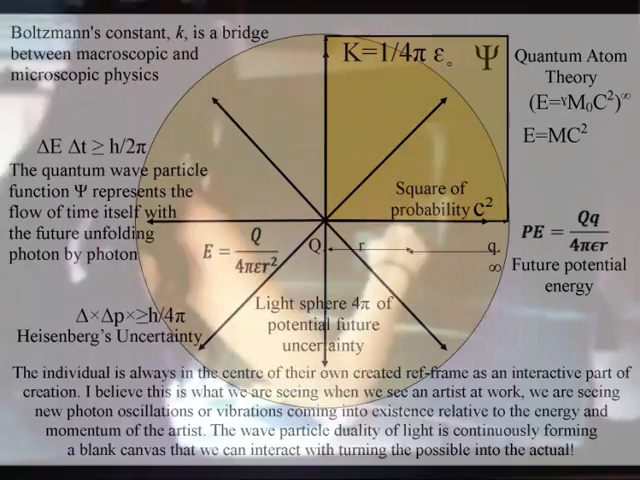 Boltzmann's constant, k, is a bridge
between macroscopic and
microscopic physics
K=1/4π ε。 Ψ
Quantum Atom
Theory
(E=ˠM₀C²)^∞
E=MC²
ΔE Δt ≥ h/2π
The quantum wave particle
function Ψ represents the
flow of time itself with
the future unfolding
photon by photon
Square of
probability C²
E = Q/4πεr²
Q r q
∞
PE = Qq/4πεr
Future potential
energy
Light sphere 4π of
potential future
uncertainty
Δ×Δp×≥h/4π
Heisenberg's Uncertainty
The individual is always in the centre of their own created ref-frame as an interactive part of
creation. I believe this is what we are seeing when we see an artist at work, we are seeing
new photon oscillations or vibrations coming into existence relative to the energy and
momentum of the artist. The wave particle duality of light is continuously forming
a blank canvas that we can interact with turning the possible into the actual!